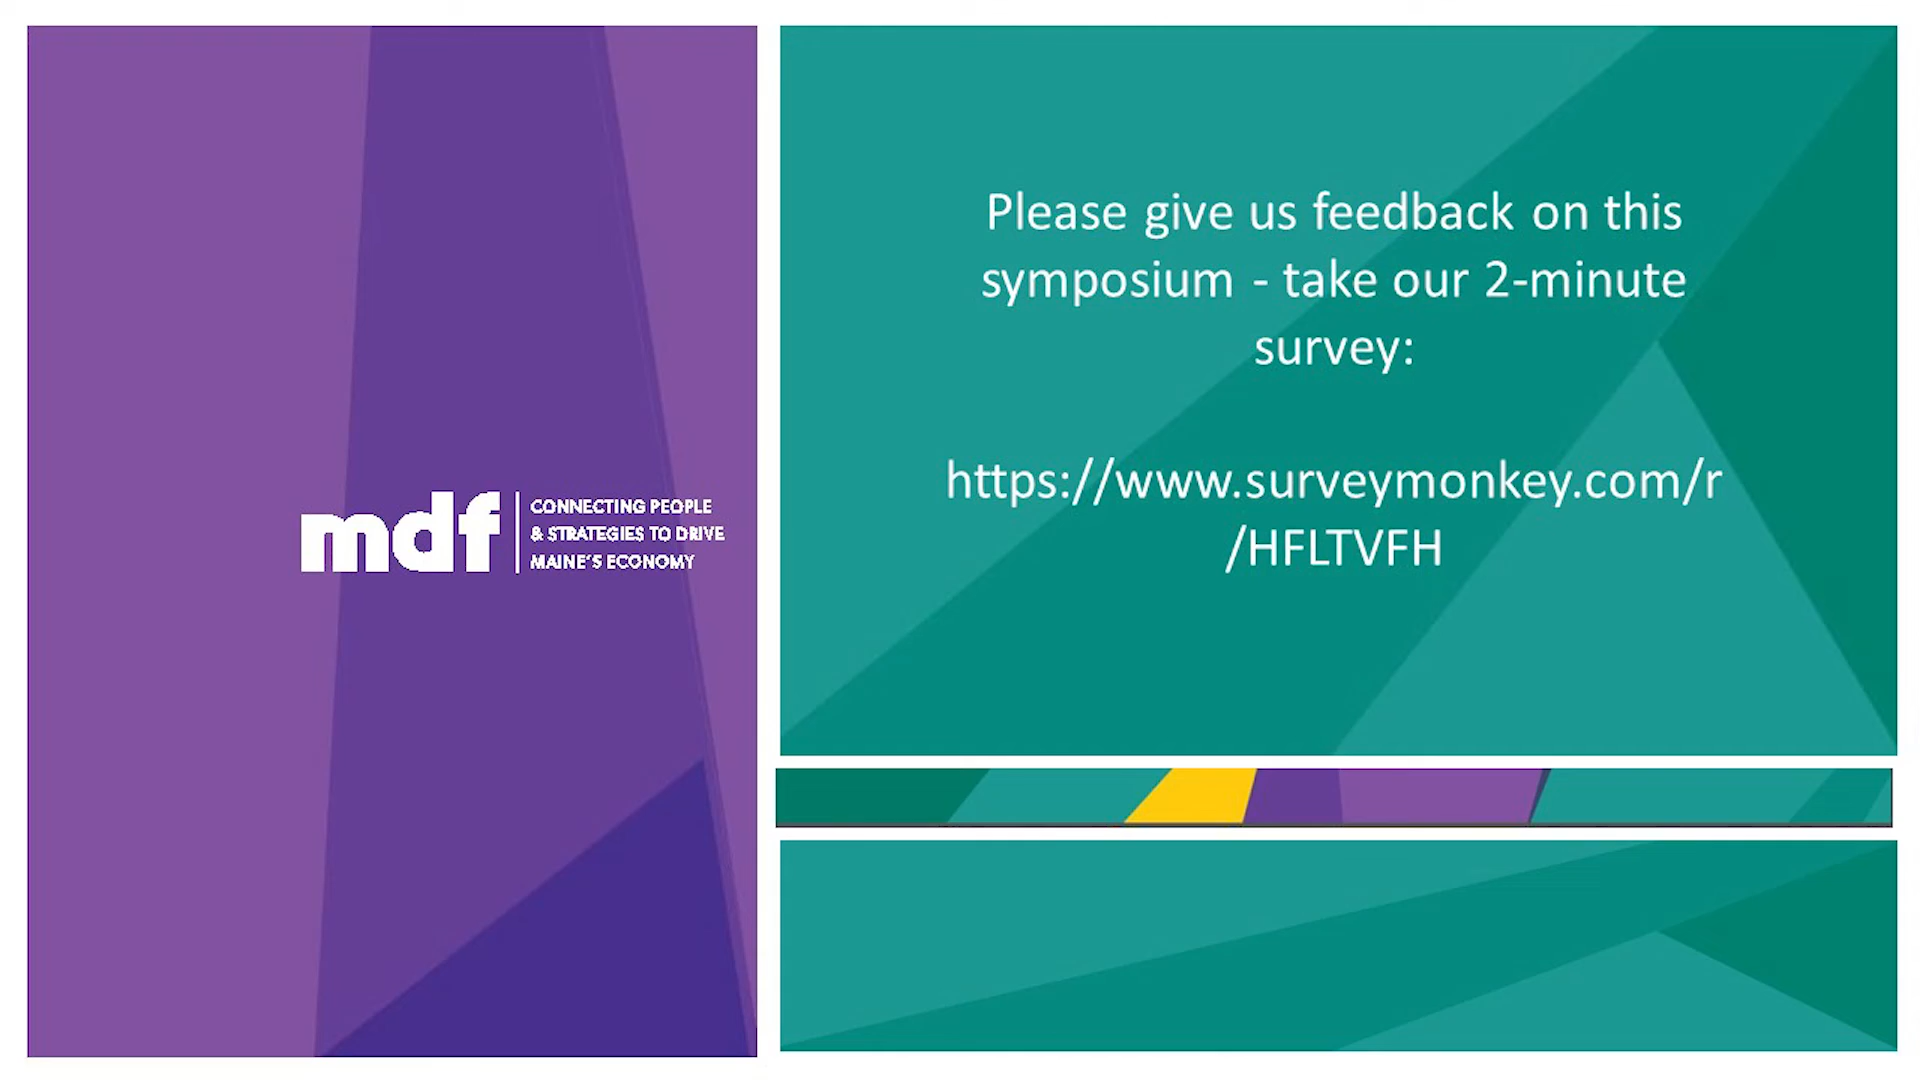 mdf
CONNECTING PEOPLE
& STRATEGIES TO DRIVE
MAINE'S ECONOMY
Please give us feedback on this
symposium - take our 2-minute
survey:
https://www.surveymonkey.com/r
/HFLTVFH